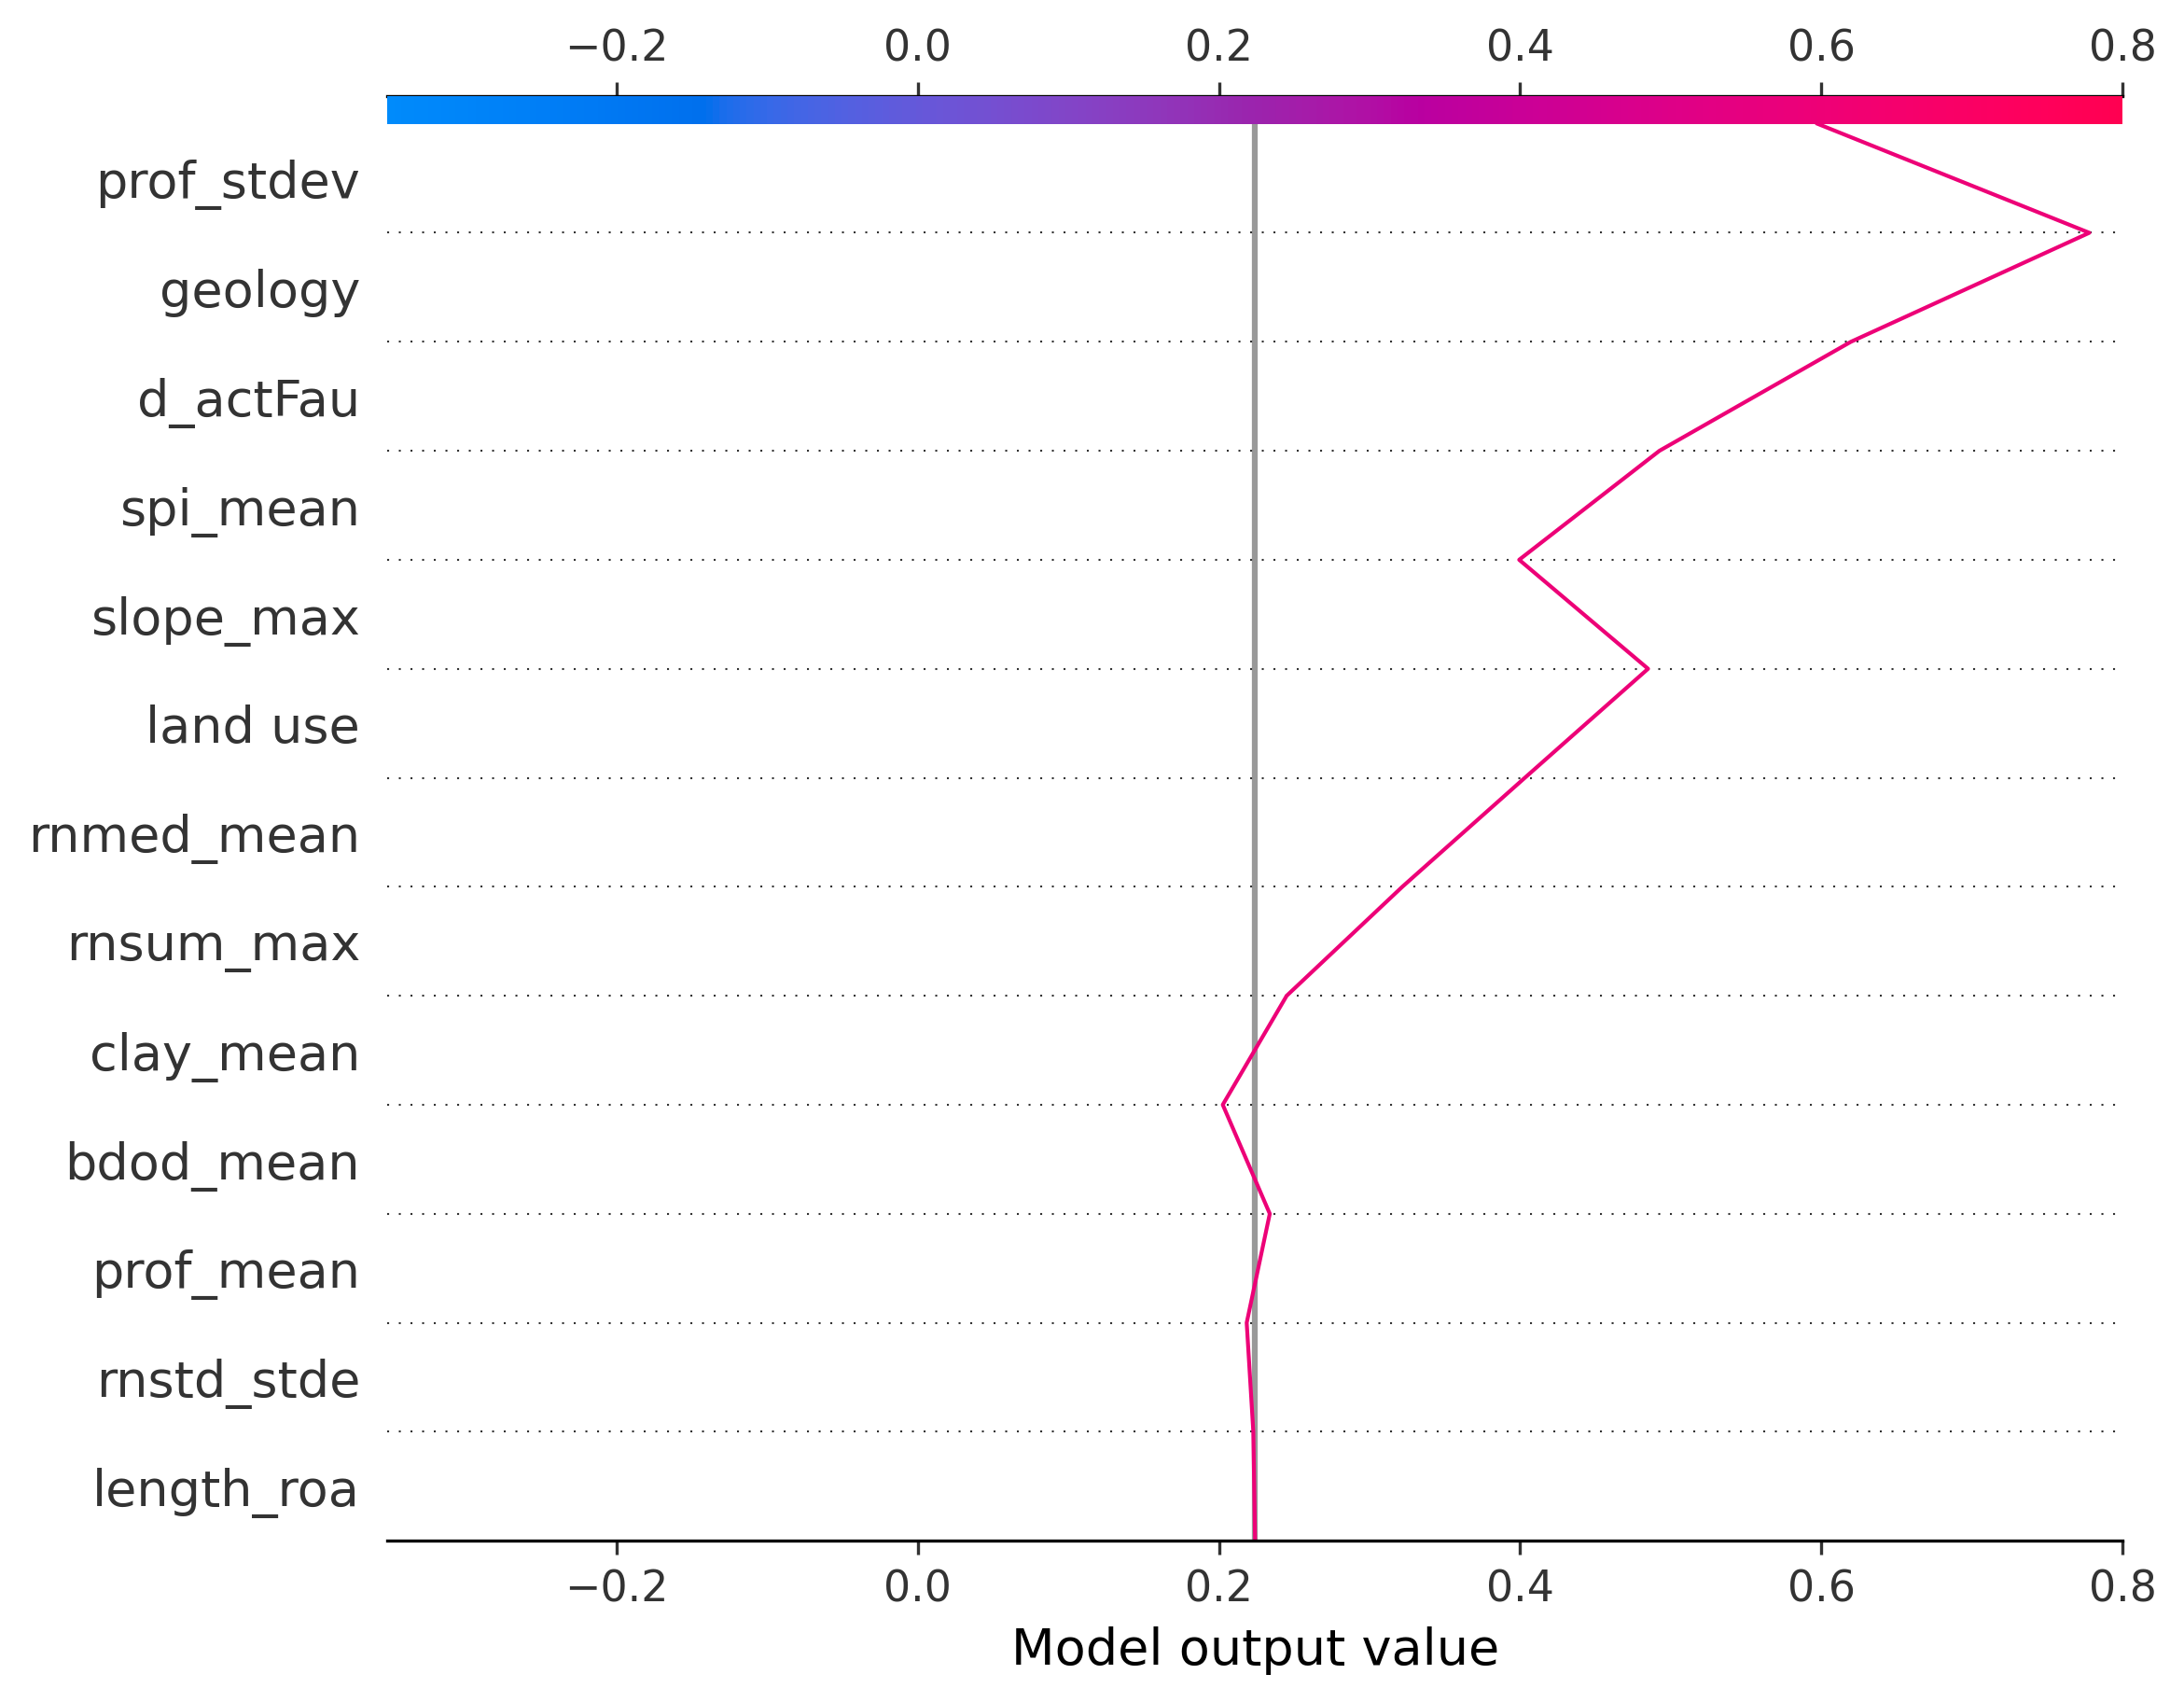 −0.2 0.0 0.2 0.4 0.6 0.8
prof_stdev
geology
d_actFau
spi_mean
slope_max
land use
rnmed_mean
rnsum_max
clay_mean
bdod_mean
prof_mean
rnstd_stde
length_roa
−0.2 0.0 0.2 0.4 0.6 0.8
Model output value